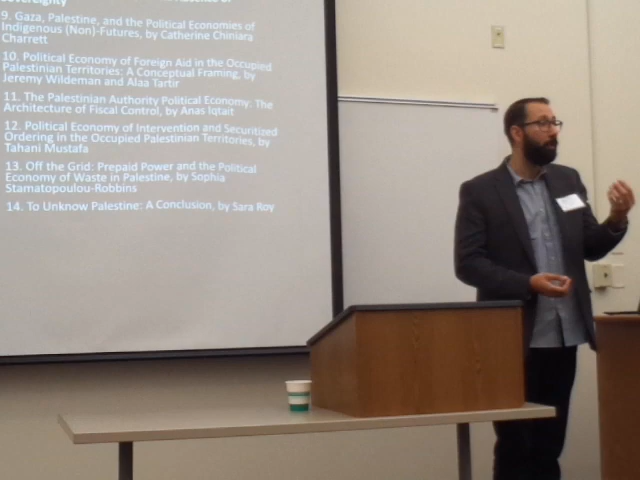 Sovereignty
9. Gaza, Palestine, and the Political Economies of
Indigenous (Non)-Futures, by Catherine Chiniara
Charrett
10. Political Economy of Foreign Aid in the Occupied
Palestinian Territories: A Conceptual Framing, by
Jeremy Wildeman and Alaa Tartir
11. The Palestinian Authority Political Economy: The
Architecture of Fiscal Control, by Anas Iqtait
12. Political Economy of Intervention and Securitized
Ordering in the Occupied Palestinian Territories, by
Tahani Mustafa
13. Off the Grid: Prepaid Power and the Political
Economy of Waste in Palestine, by Sophia
Stamatopoulou-Robbins
14. To Unknow Palestine: A Conclusion, by Sara Roy